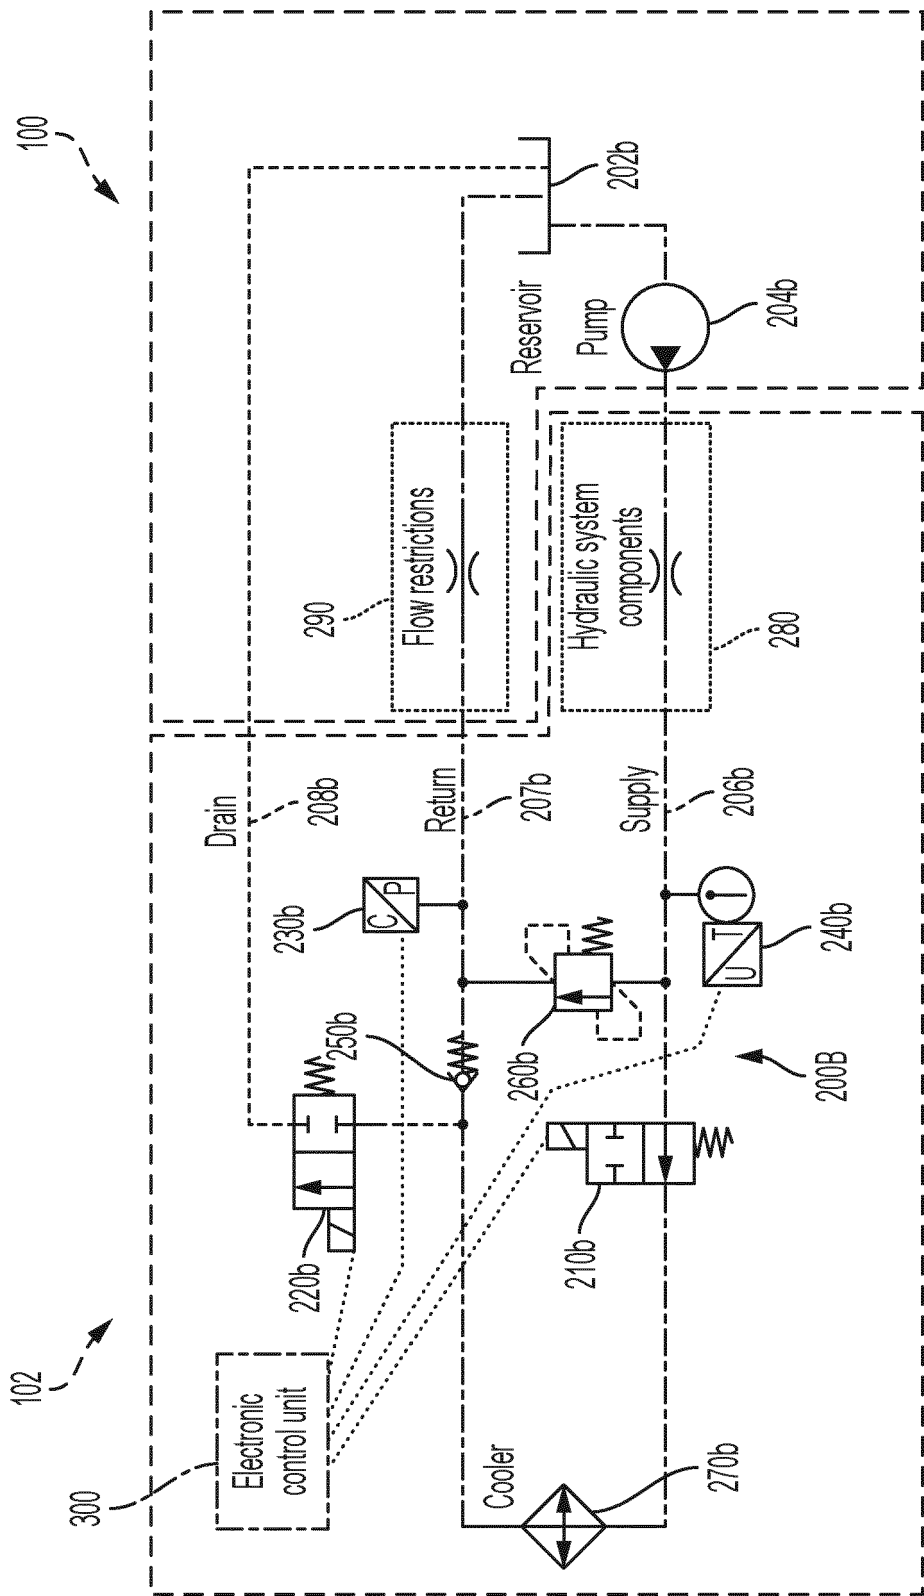 102
100
300
Electronic
control unit
220b
230b
C
P
Drain
208b
290
Flow restrictions
250b
Return
207b
Reservoir
202b
260b
Supply
206b
Hydraulic system
components
280
Pump
204b
Cooler
270b
210b
200B
U
T
240b